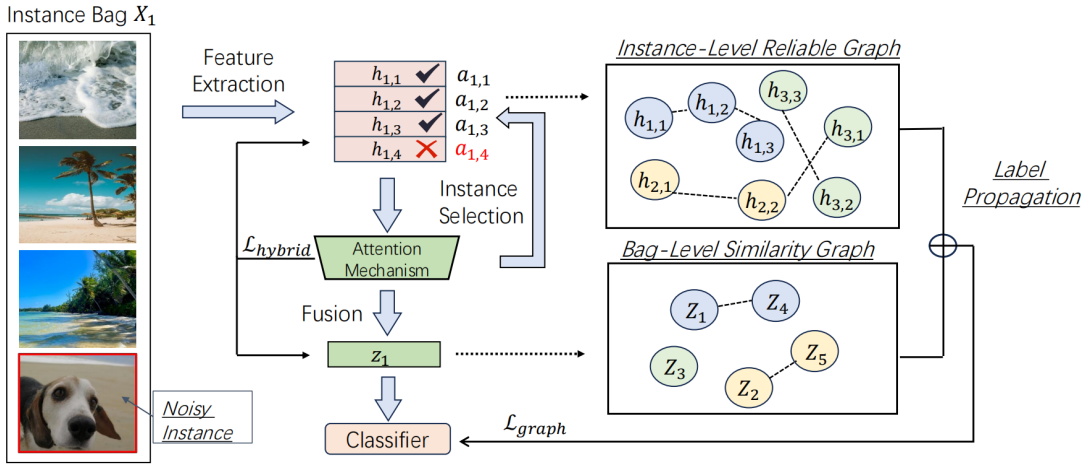 Instance Bag X₁
Noisy
Instance
Feature
Extraction
h₁,₁ ✓ a₁,₁
h₁,₂ ✓ a₁,₂
h₁,₃ ✓ a₁,₃
h₁,₄ ✗ a₁,₄
Instance
Selection
Attention
Mechanism
ℒhybrid
Fusion
z₁
Classifier
Instance-Level Reliable Graph
h₁,₁
h₁,₂
h₁,₃
h₃,₃
h₃,₁
h₂,₁
h₂,₂
h₃,₂
Bag-Level Similarity Graph
Z₁
Z₄
Z₃
Z₂
Z₅
Label
Propagation
ℒgraph